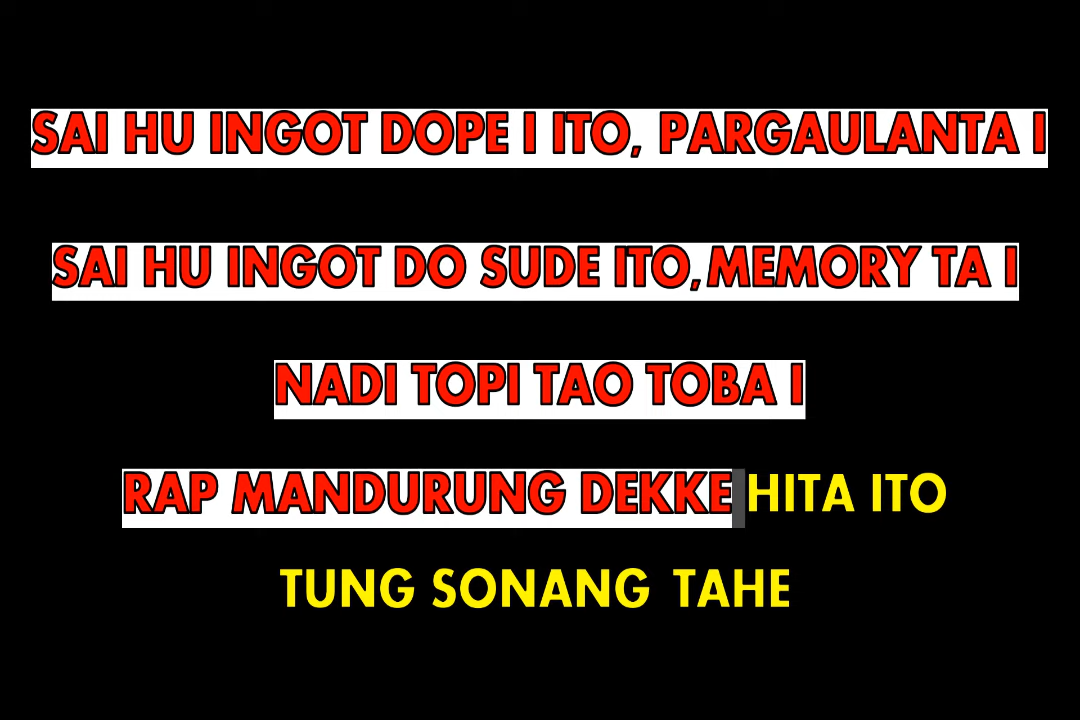 SAI HU INGOT DOPE I ITO, PARGAULANTA I
SAI HU INGOT DO SUDE ITO, MEMORY TA I
NADI TOPI TAO TOBA I
RAP MANDURUNG DEKKE HITA ITO
TUNG SONANG TAHE